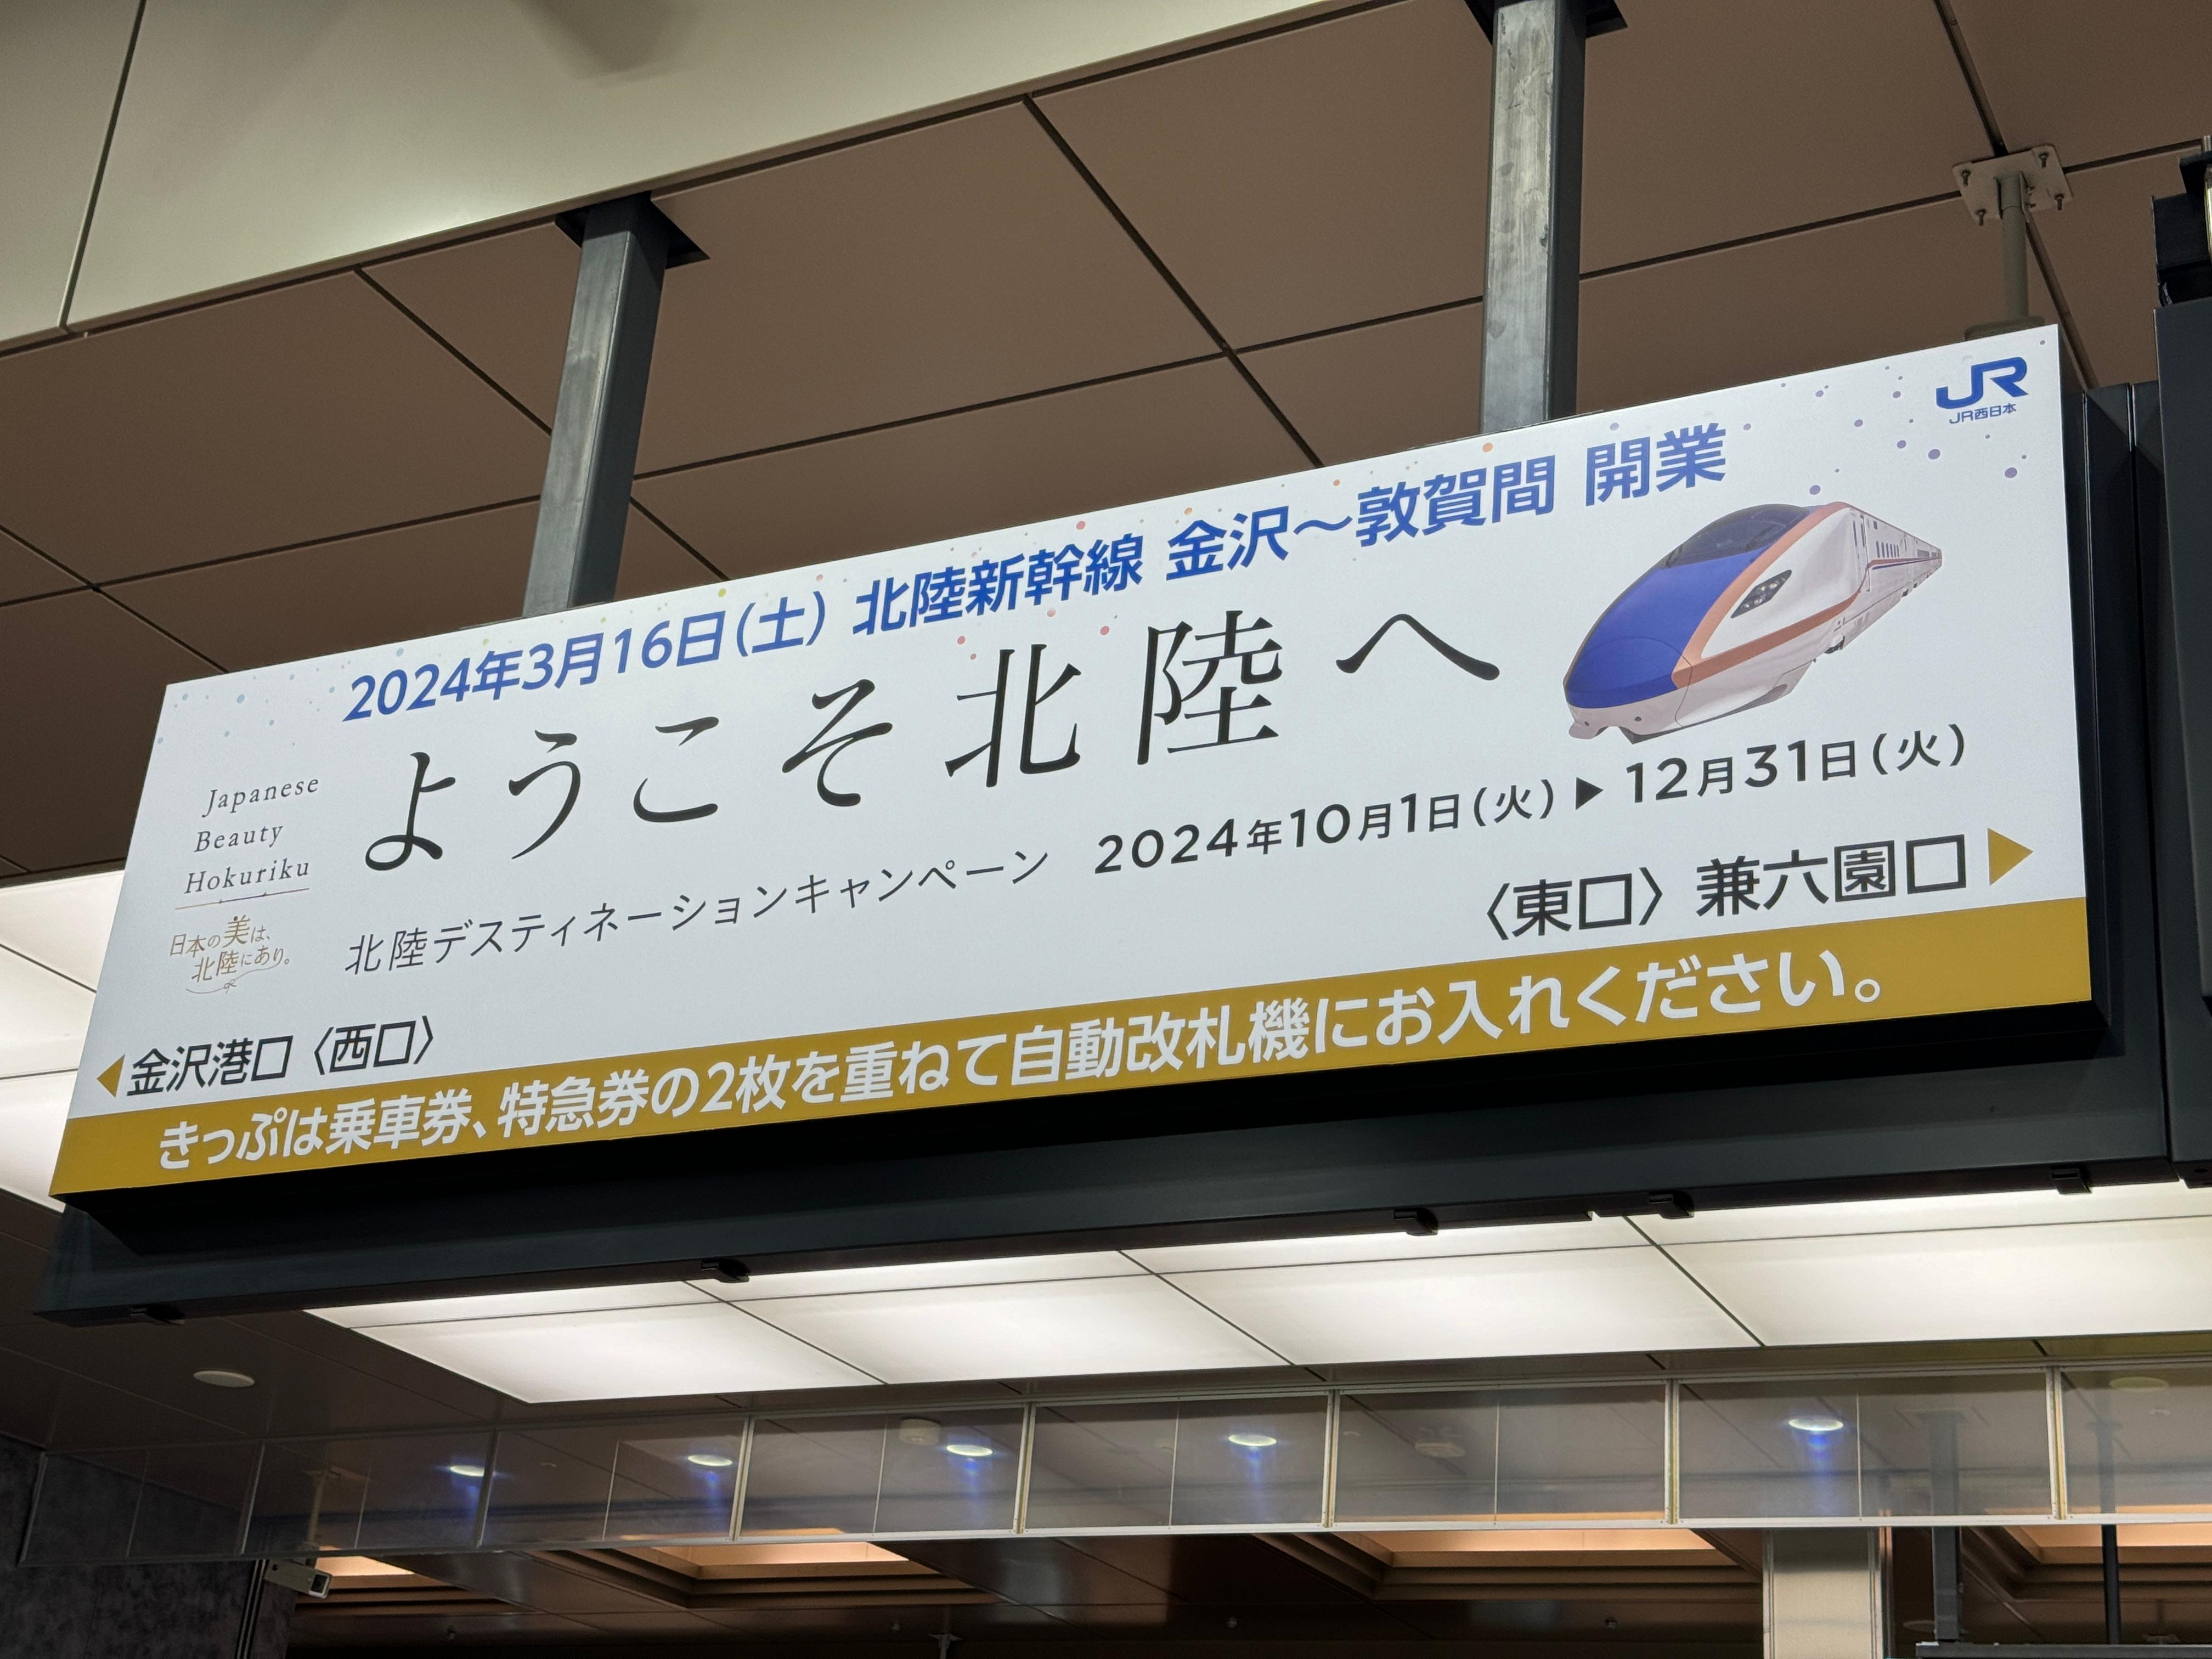 JR
JR西日本
2024年3月16日(土) 北陸新幹線 金沢～敦賀間 開業
ようこそ北陸へ
Japanese
Beauty
Hokuriku
日本の美は、
北陸にあり。
北陸デスティネーションキャンペーン 2024年10月1日(火)▶12月31日(火)
◀金沢港口〈西口〉
〈東口〉兼六園口▶
きっぷは乗車券、特急券の2枚を重ねて自動改札機にお入れください。